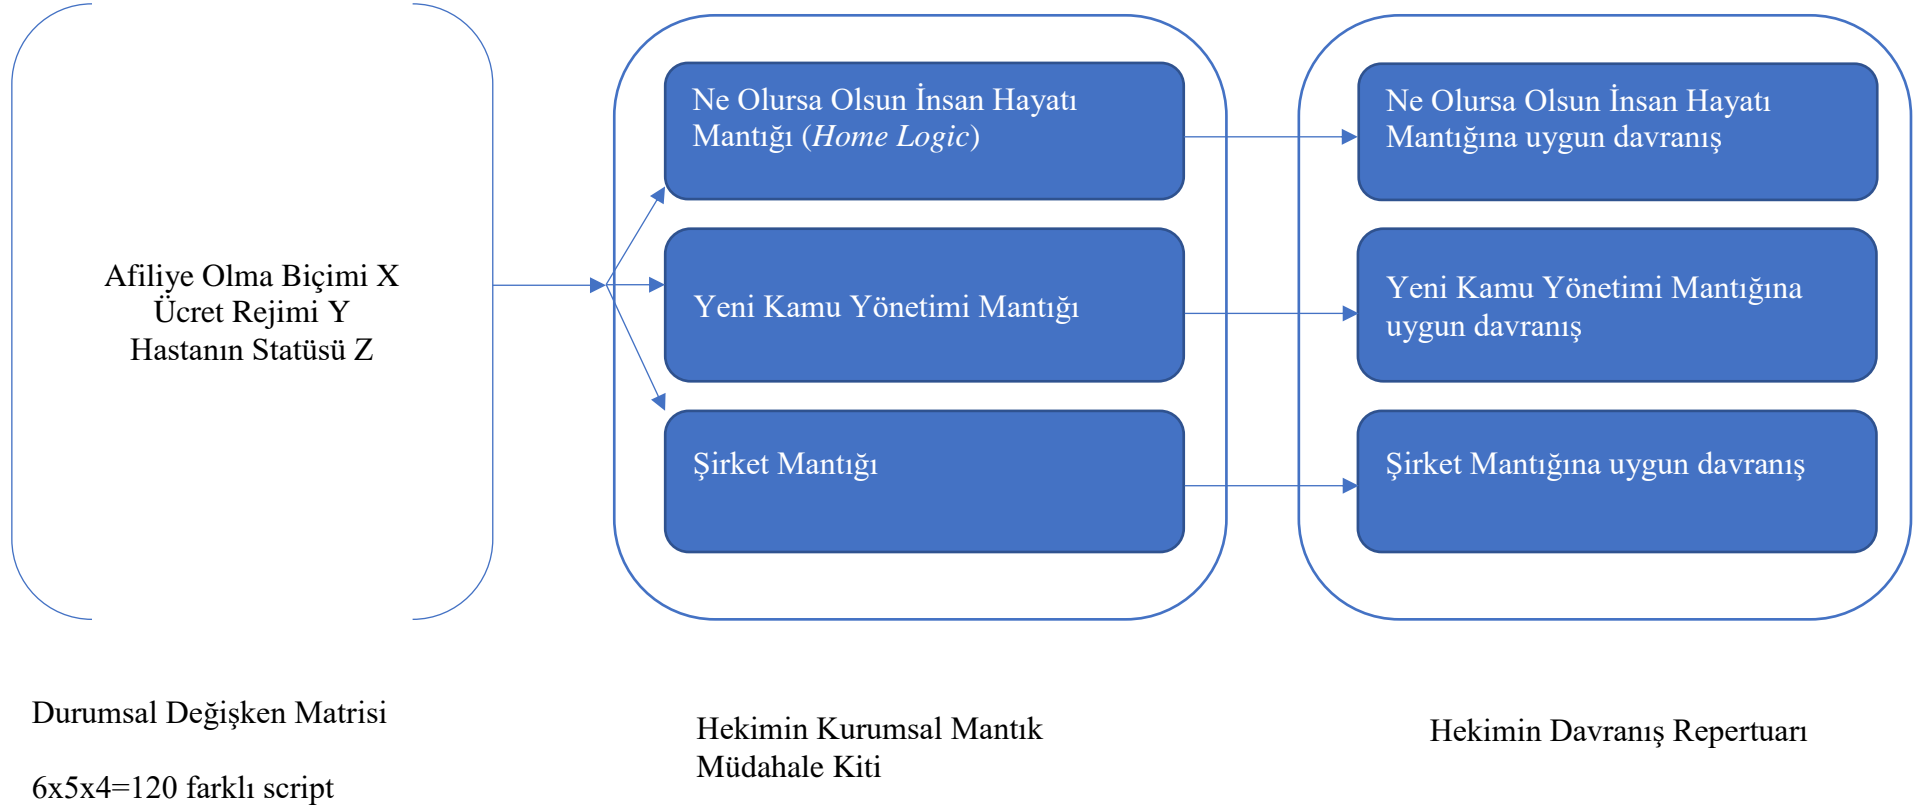 Afiliye Olma Biçimi X
Ücret Rejimi Y
Hastanın Statüsü Z
Ne Olursa Olsun İnsan Hayatı
Mantığı (Home Logic)
Yeni Kamu Yönetimi Mantığı
Şirket Mantığı
Ne Olursa Olsun İnsan Hayatı
Mantığına uygun davranış
Yeni Kamu Yönetimi Mantığına
uygun davranış
Şirket Mantığına uygun davranış
Durumsal Değişken Matrisi
6x5x4=120 farklı script
Hekimin Kurumsal Mantık
Müdahale Kiti
Hekimin Davranış Repertuarı